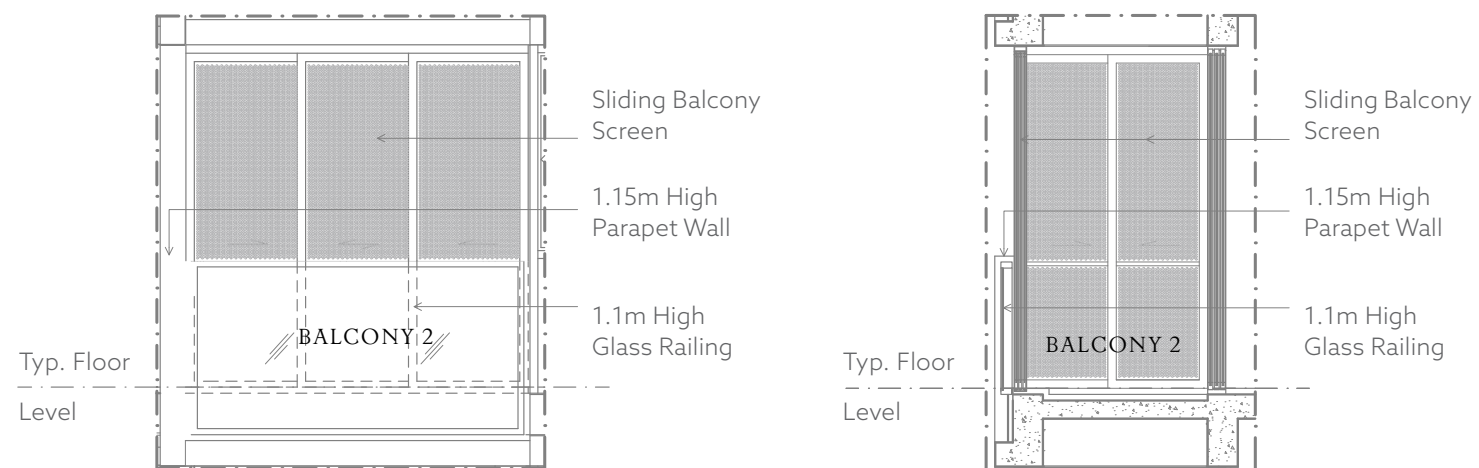 Sliding Balcony
Screen
1.15m High
Parapet Wall
1.1m High
Glass Railing
BALCONY 2
Typ. Floor
Level
Sliding Balcony
Screen
1.15m High
Parapet Wall
1.1m High
Glass Railing
BALCONY 2
Typ. Floor
Level